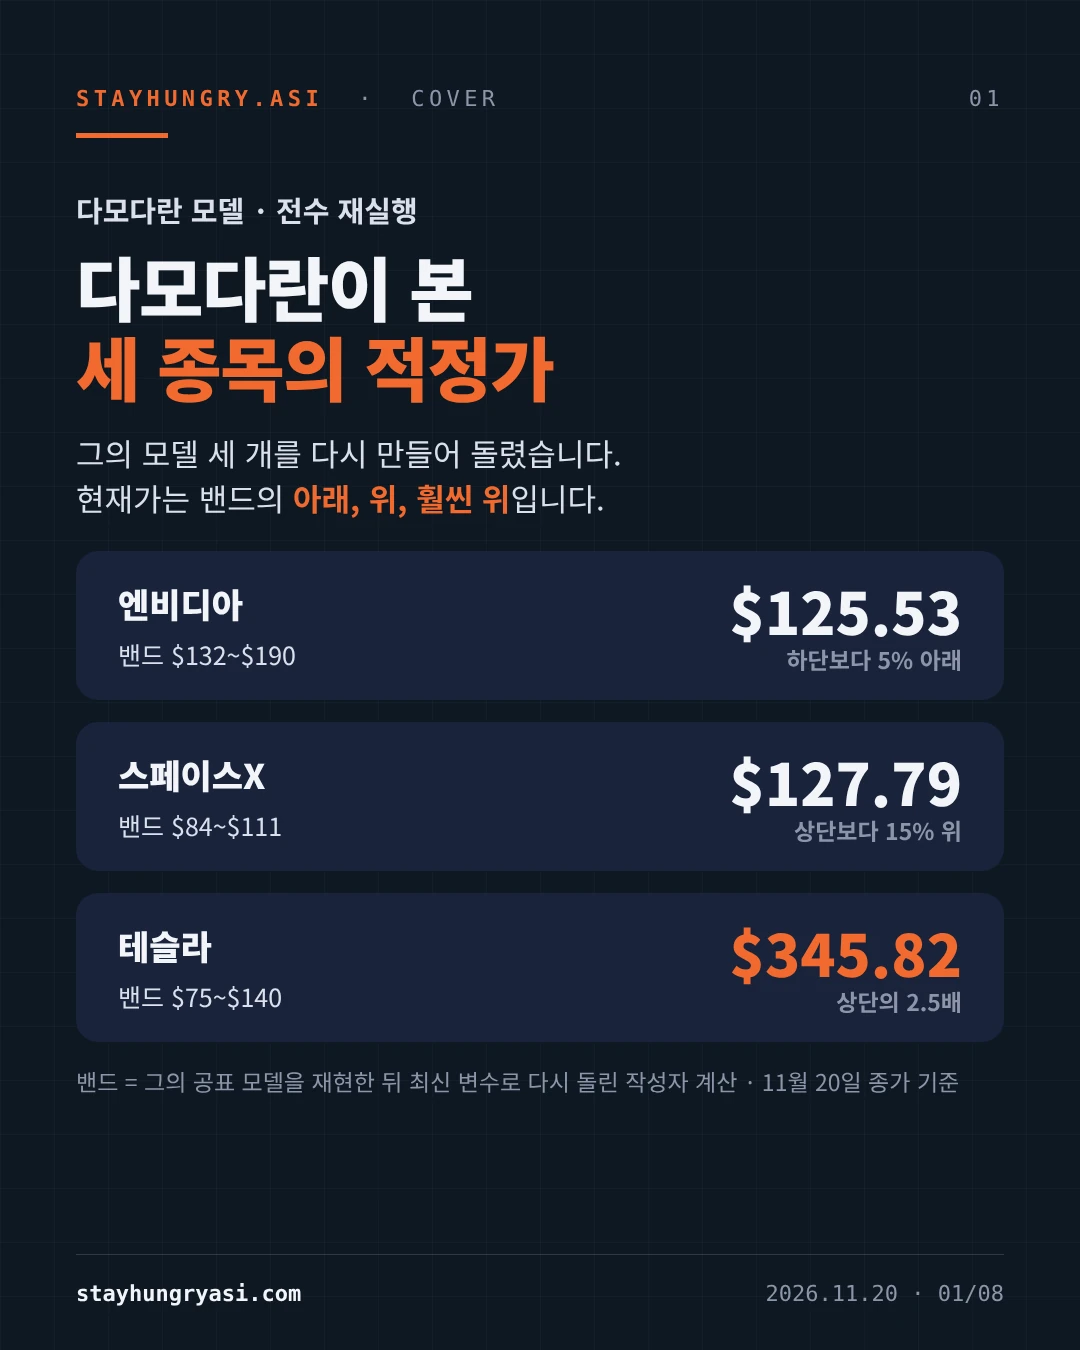 STAYHUNGRY.ASI · COVER 01
다모다란 모델 · 전수 재실행
다모다란이 본
세 종목의 적정가
그의 모델 세 개를 다시 만들어 돌렸습니다.
현재가는 밴드의 아래, 위, 훨씬 위입니다.
엔비디아
밴드 $132~$190
$125.53
하단보다 5% 아래
스페이스X
밴드 $84~$111
$127.79
상단보다 15% 위
테슬라
밴드 $75~$140
$345.82
상단의 2.5배
밴드 = 그의 공표 모델을 재현한 뒤 최신 변수로 다시 돌린 작성자 계산 · 11월 20일 종가 기준
stayhungryasi.com
2026.11.20 · 01/08